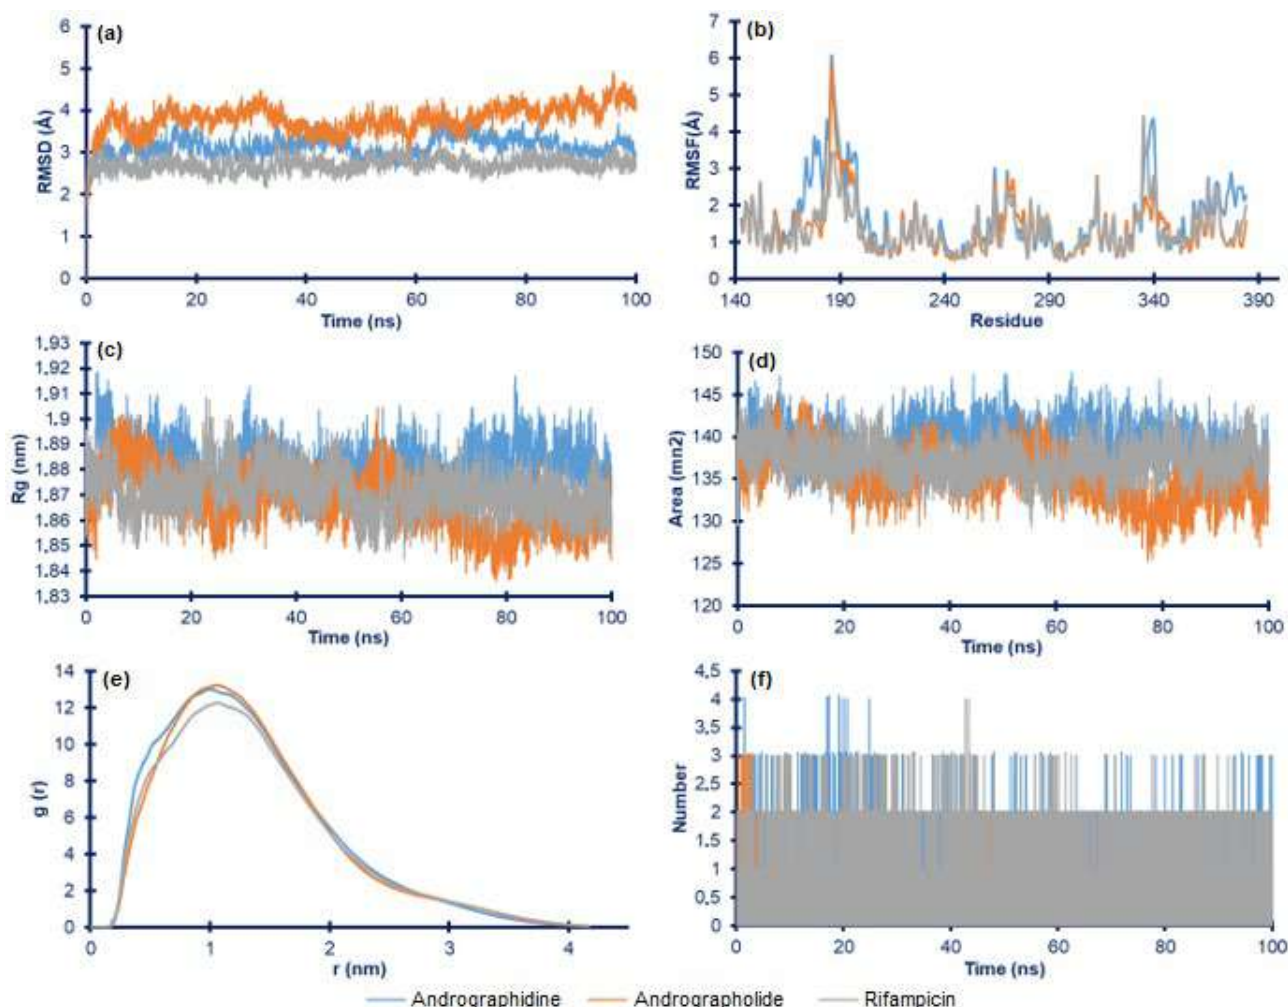 (a)
RMSD (Å)
6
5
4
3
2
1
0
0 20 40 60 80 100
Time (ns)
(b)
RMSF(Å)
7
6
5
4
3
2
1
0
140 190 240 290 340 390
Residue
(c)
Rg (nm)
1,93
1,92
1,91
1,9
1,89
1,88
1,87
1,86
1,85
1,84
1,83
0 20 40 60 80 100
Time (ns)
(d)
Area (mn2)
150
145
140
135
130
125
120
0 20 40 60 80 100
Time (ns)
(e)
g (r)
14
12
10
8
6
4
2
0
0 1 2 3 4
r (nm)
(f)
Number
4,5
4
3,5
3
2,5
2
1,5
1
0,5
0
0 20 40 60 80 100
Time (ns)
Andrographidine Andrographolide Rifampicin